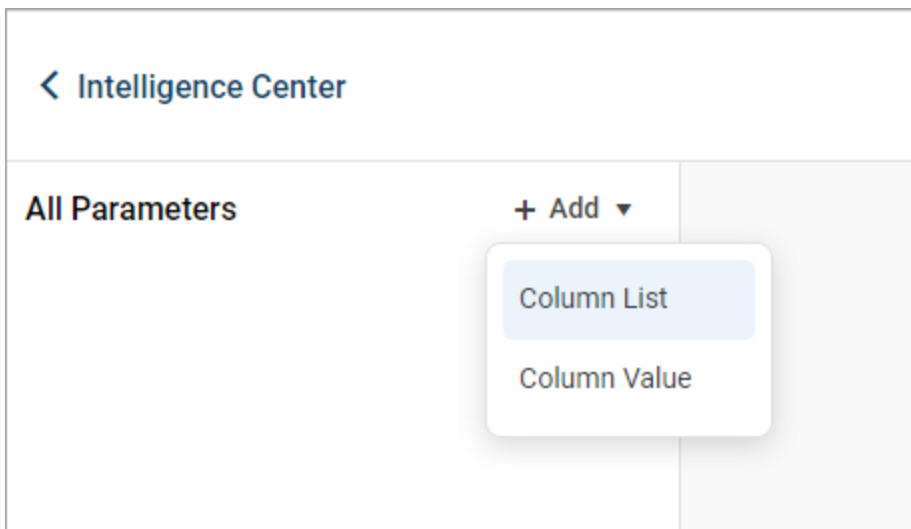 Intelligence Center
All Parameters + Add
Column List
Column Value